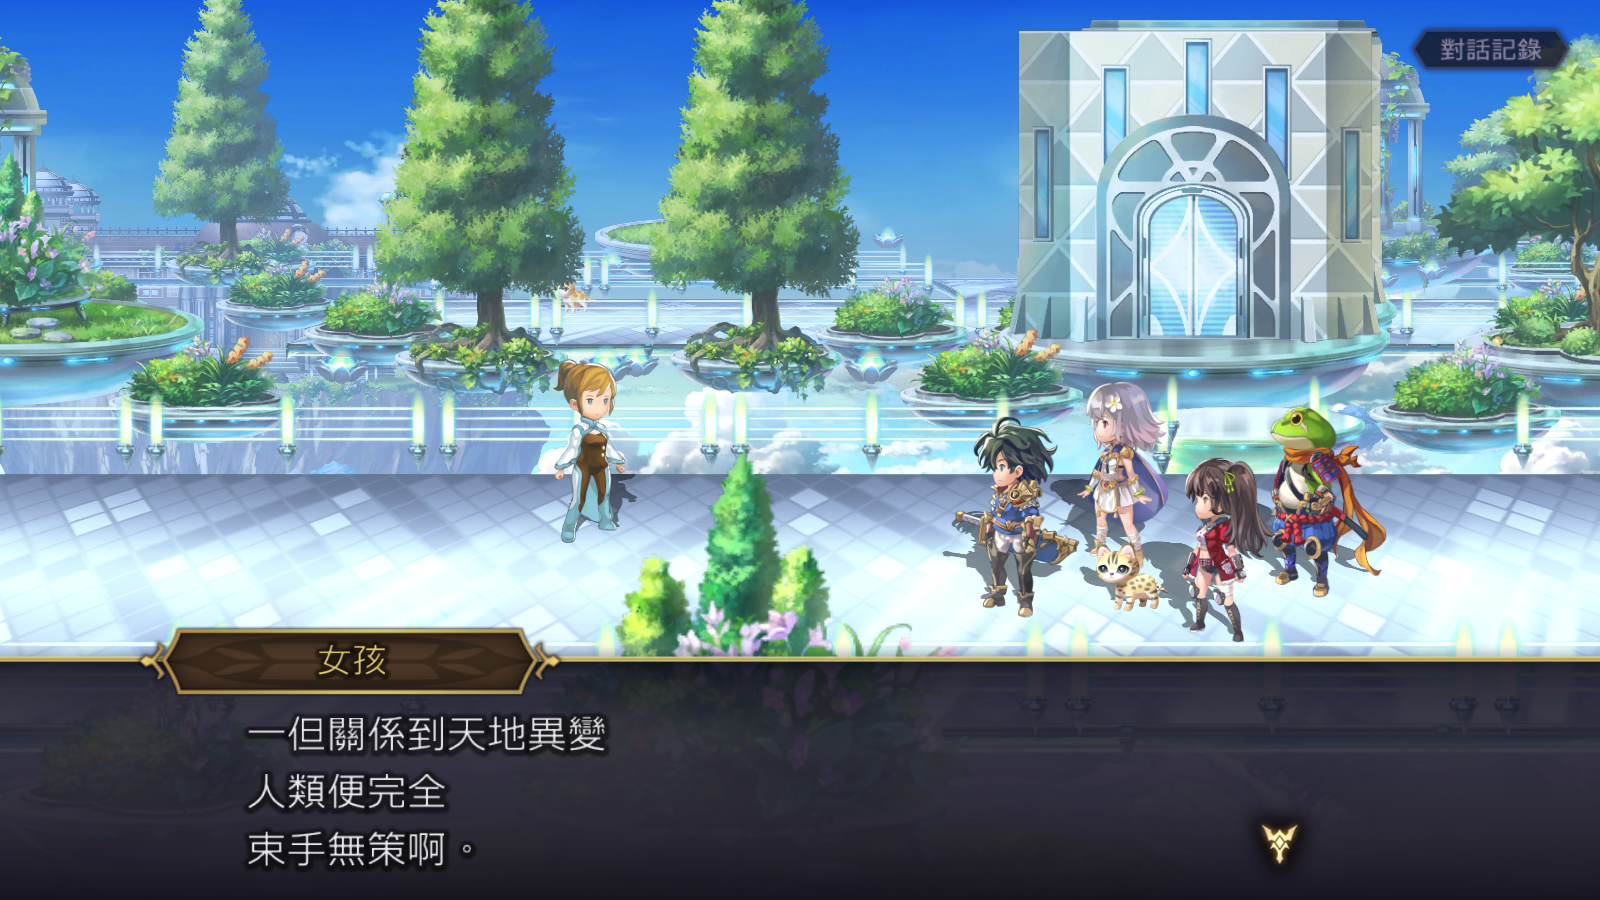 對話記錄
女孩
一但關係到天地異變
人類便完全
束手無策啊。